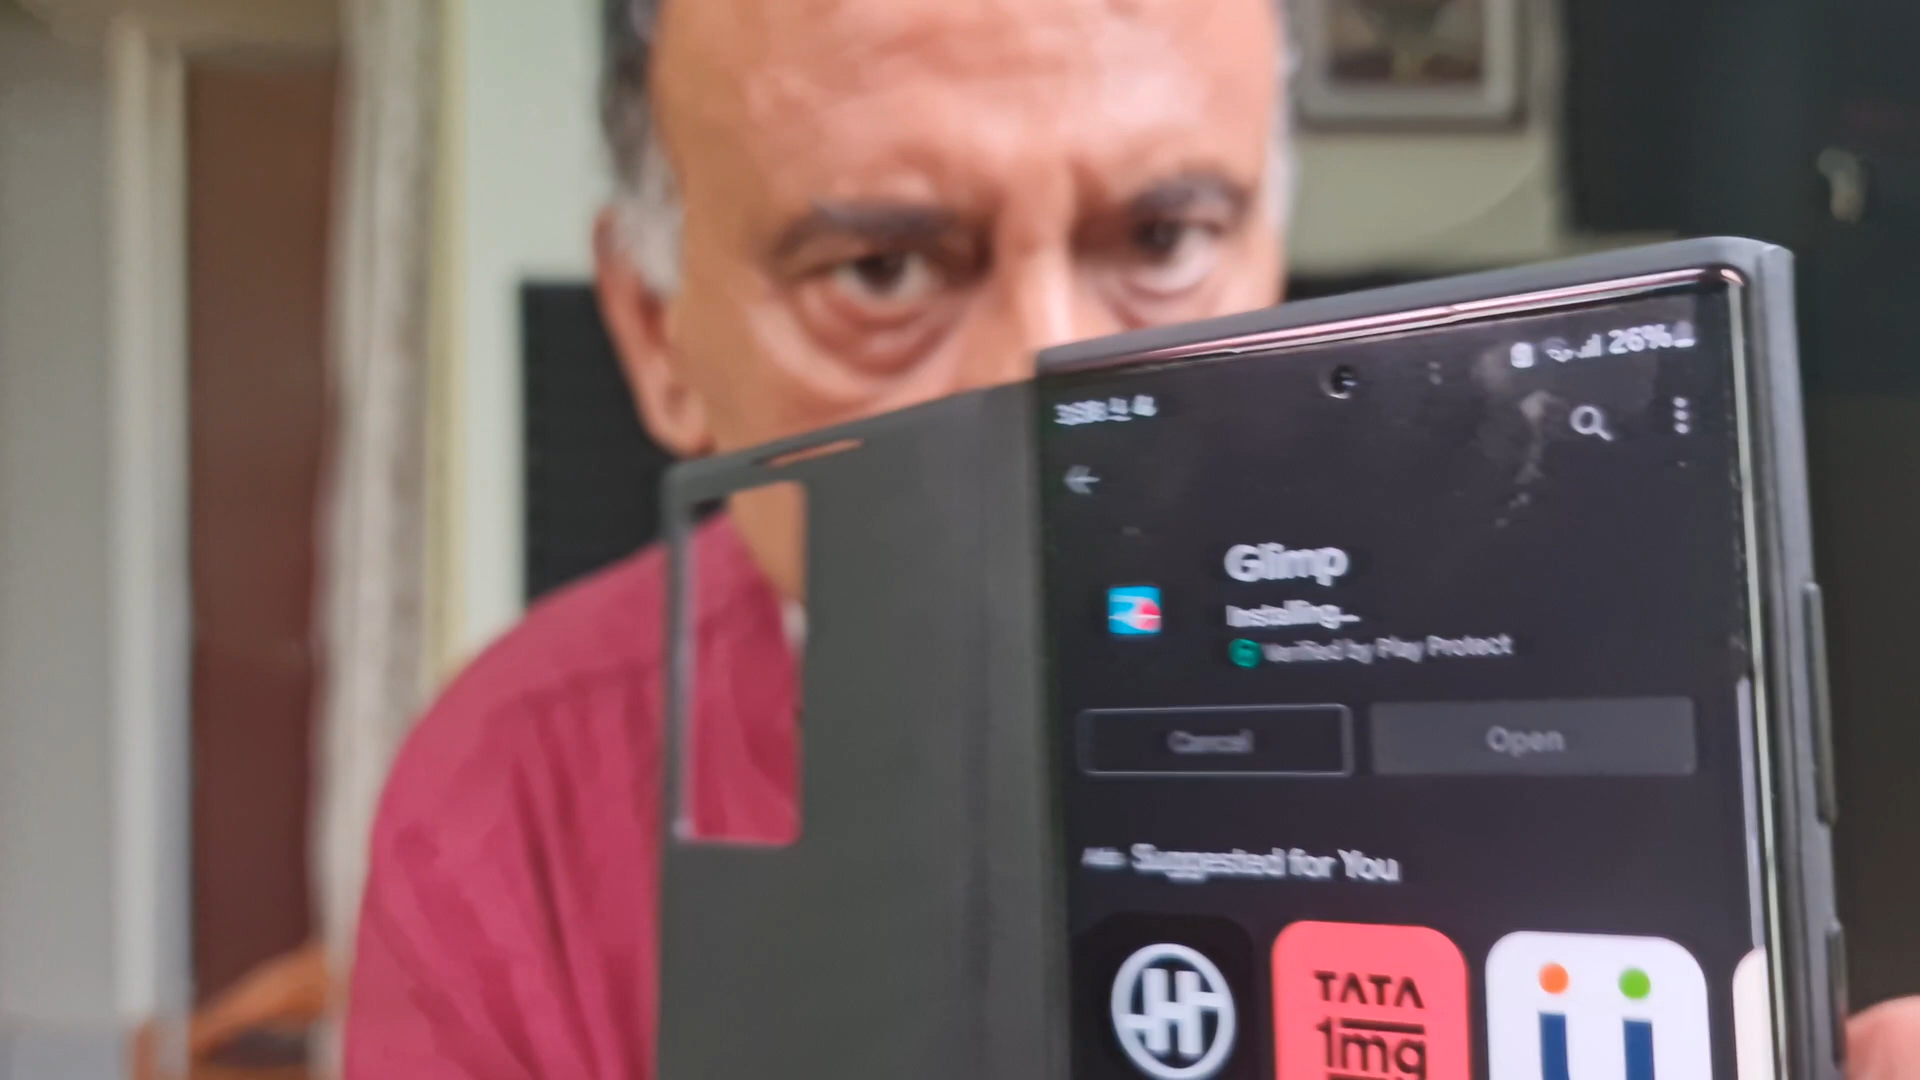 26%
Glimp
Installing...
Verified by Play Protect
Cancel
Open
Suggested for You
H
TATA
1mg